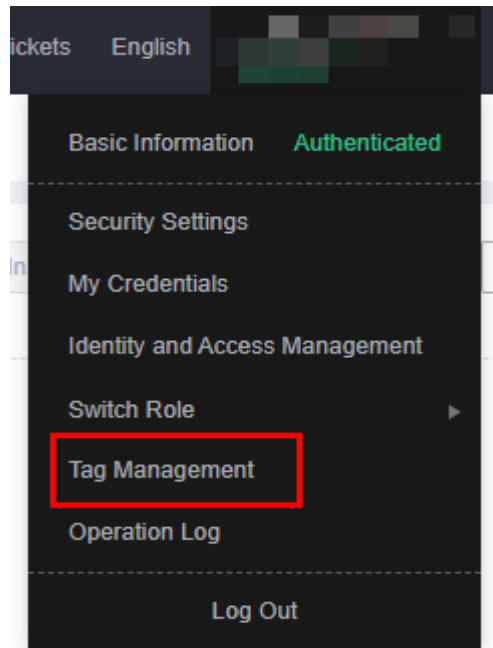 ickets English
Basic Information Authenticated
Security Settings
In
My Credentials
Identity and Access Management
Switch Role
Tag Management
Operation Log
Log Out